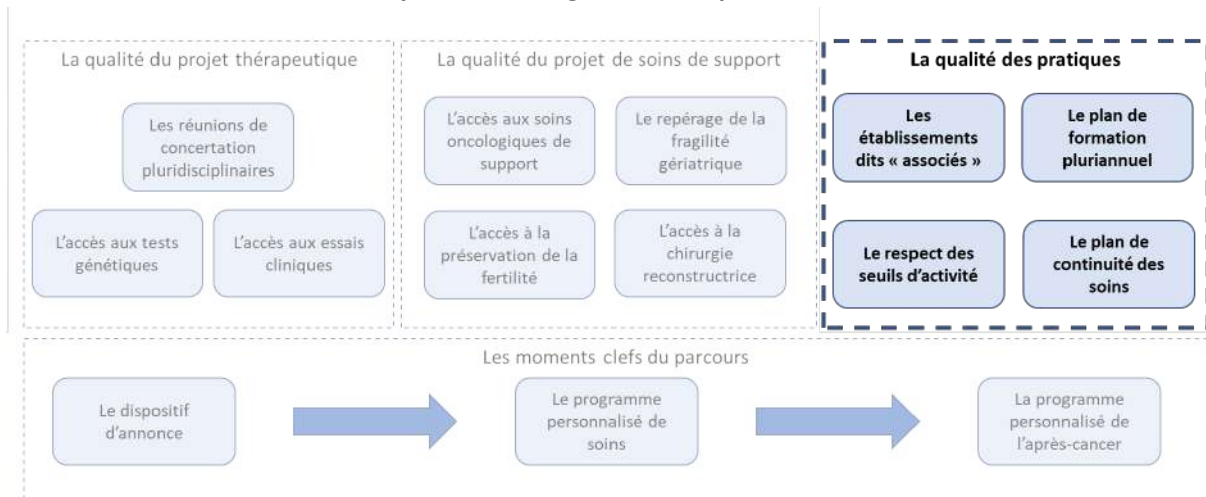 La qualité du projet thérapeutique
Les réunions de
concertation
pluridisciplinaires
L'accès aux tests
génétiques
L'accès aux essais
cliniques
La qualité du projet de soins de support
L'accès aux soins
oncologiques de
support
Le repérage de la
fragilité
gériatrique
L'accès à la
préservation de la
fertilité
L'accès à la
chirurgie
reconstructrice
La qualité des pratiques
Les
établissements
dits « associés »
Le plan de
formation
pluriannuel
Le respect des
seuils d'activité
Le plan de
continuité des
soins
Les moments clefs du parcours
Le dispositif
d'annonce
Le programme
personnalisé de
soins
La programme
personnalisé de
l'après-cancer